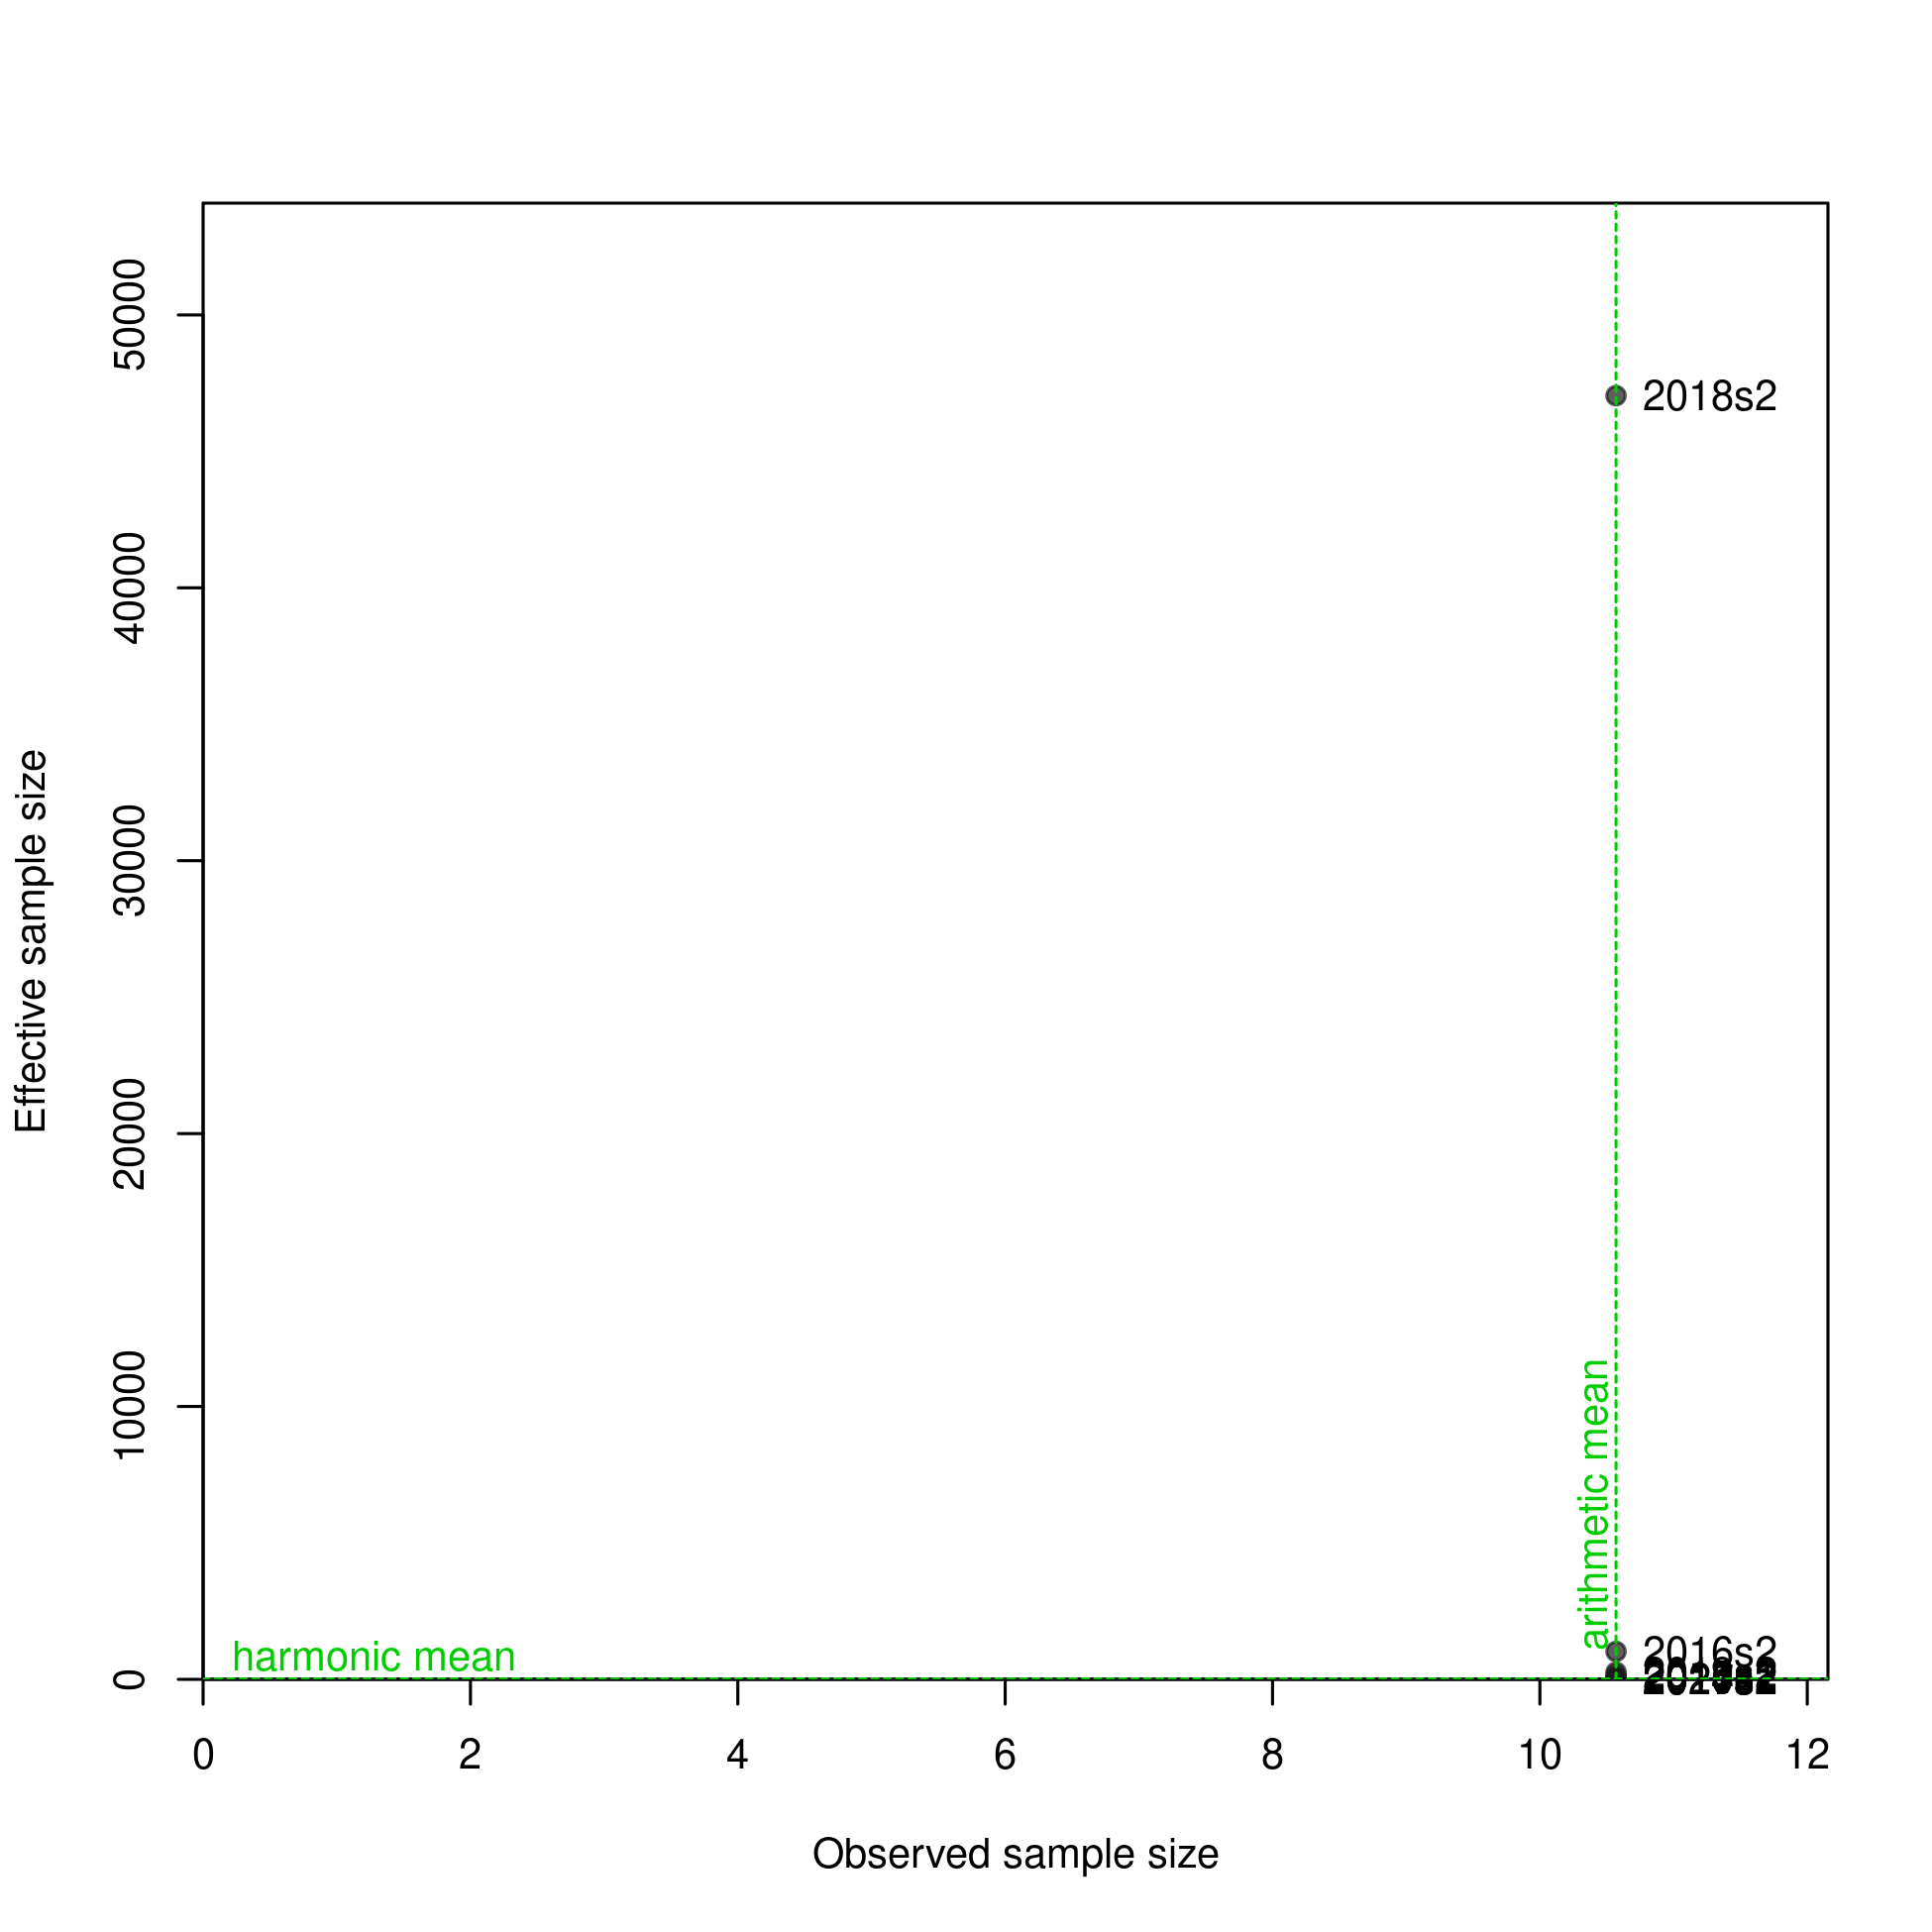 50000
40000
30000
20000
10000
0
Effective sample size
2018s2
arithmetic mean
harmonic mean
2016s2
0 2 4 6 8 10 12
Observed sample size